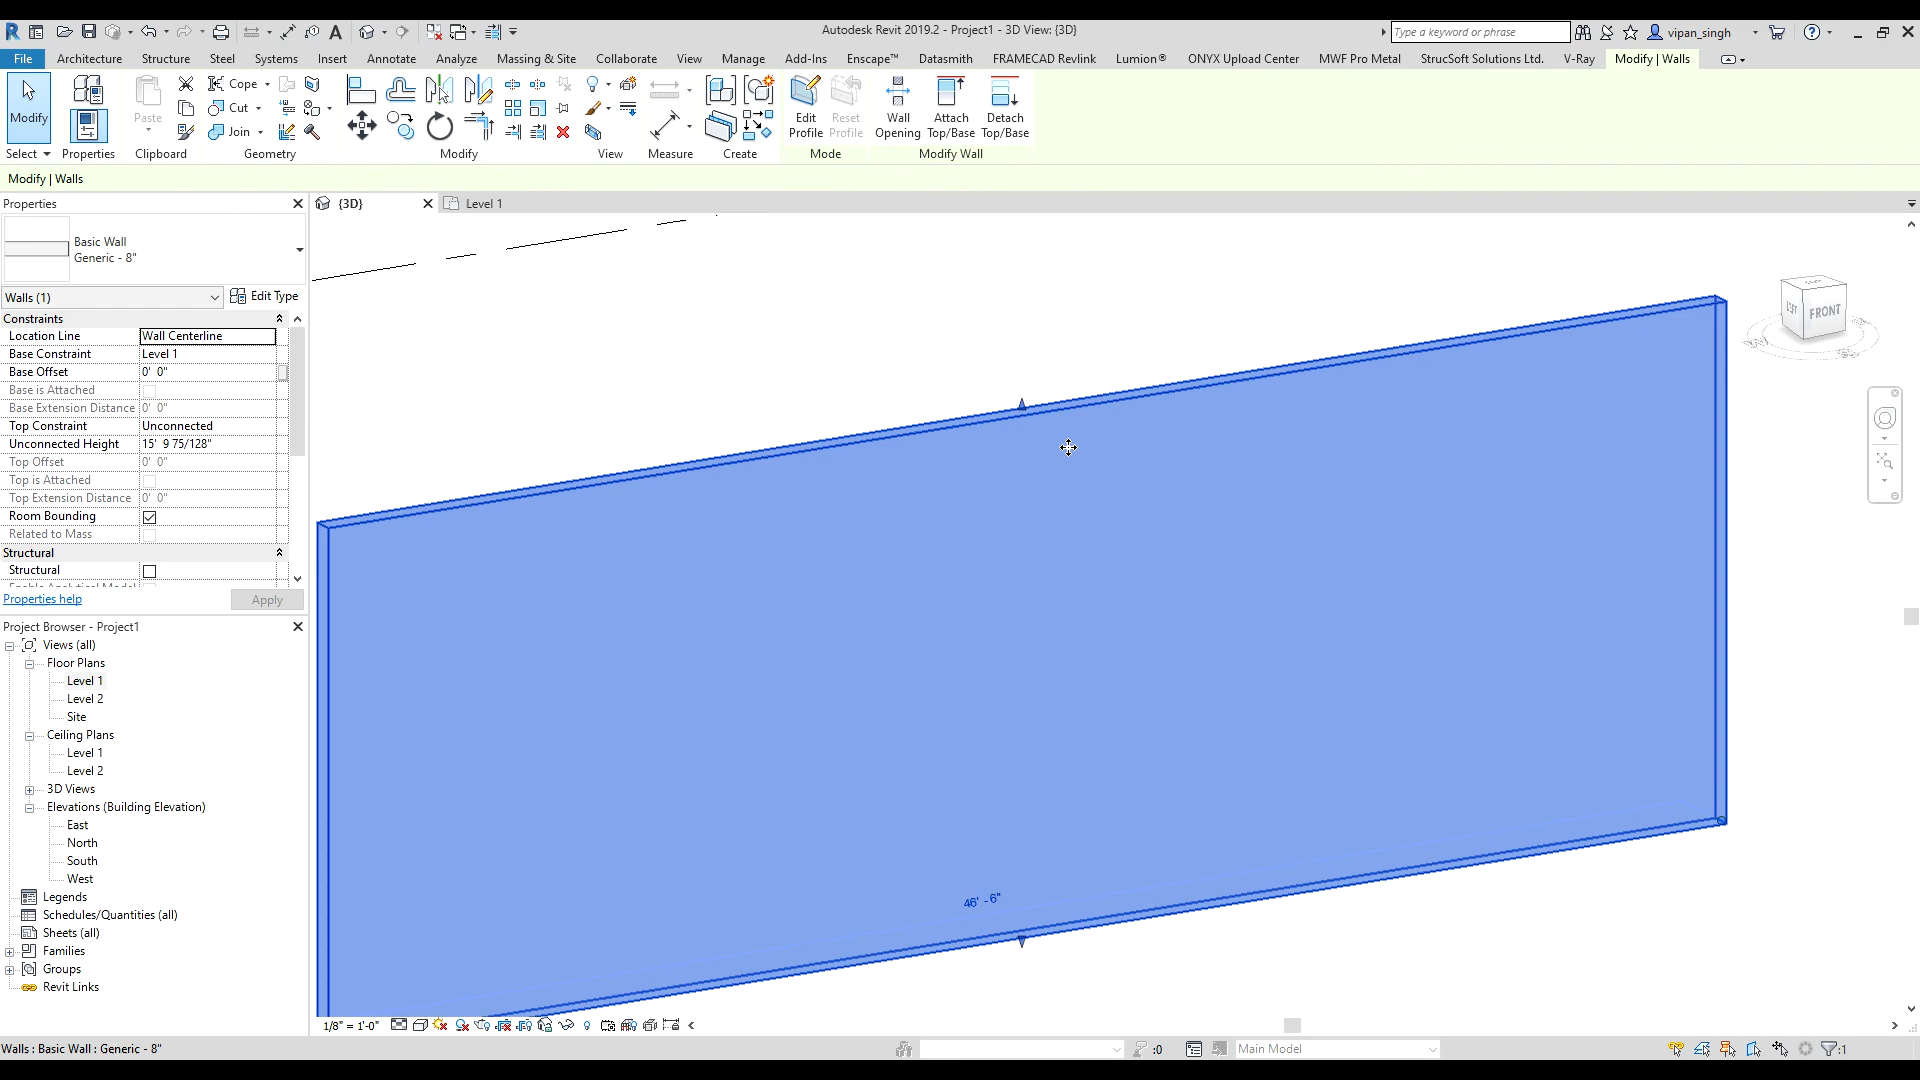 Autodesk Revit 2019.2 - Project1 - 3D View: {3D}
Type a keyword or phrase
vipan_singh
File Architecture Structure Steel Systems Insert Annotate Analyze Massing & Site Collaborate View Manage Add-Ins Enscape™ Datasmith FRAMECAD Revlink Lumion® ONYX Upload Center MWF Pro Metal StrucSoft Solutions Ltd. V-Ray Modify | Walls
Modify
Paste
Cope
Cut
Join
Edit Profile
Reset Profile
Wall Opening
Attach Top/Base
Detach Top/Base
Select Properties Clipboard Geometry Modify View Measure Create Mode Modify Wall
Modify | Walls
Properties
{3D}
Level 1
Basic Wall
Generic - 8"
Walls (1)
Edit Type
Constraints
Location Line Wall Centerline
Base Constraint Level 1
Base Offset 0' 0"
Base is Attached
Base Extension Distance 0' 0"
Top Constraint Unconnected
Unconnected Height 15' 9 75/128"
Top Offset 0' 0"
Top is Attached
Top Extension Distance 0' 0"
Room Bounding
Related to Mass
Structural
Structural
Enable Analytical Model
Properties help
Apply
Project Browser - Project1
Views (all)
Floor Plans
Level 1
Level 2
Site
Ceiling Plans
Level 1
Level 2
3D Views
Elevations (Building Elevation)
East
North
South
West
Legends
Schedules/Quantities (all)
Sheets (all)
Families
Groups
Revit Links
LEFT
FRONT
W
46' - 6"
1/8" = 1'-0"
Walls : Basic Wall : Generic - 8"
:0
Main Model
:1